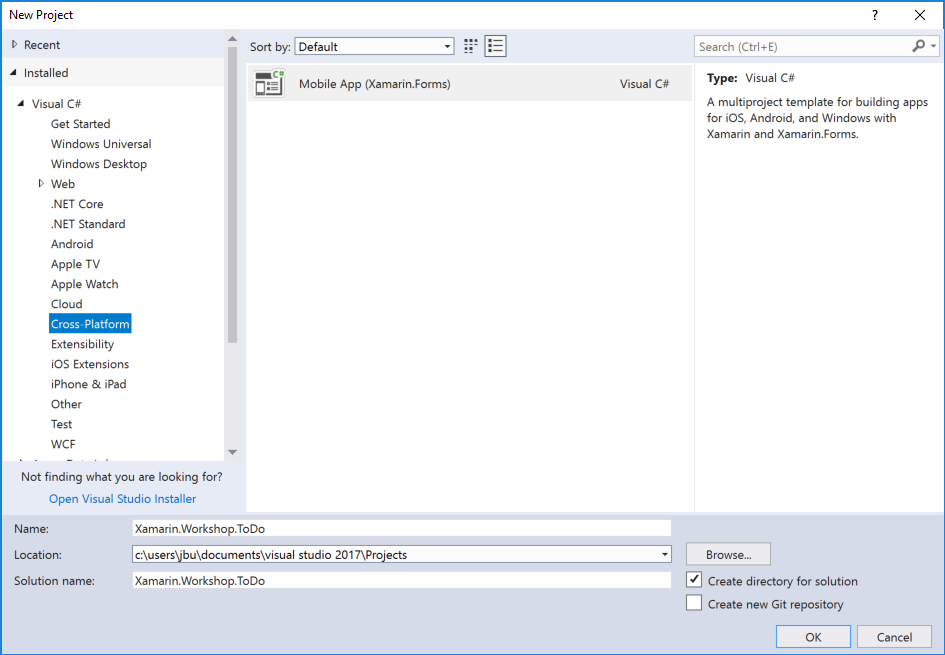 New Project
?
Recent
Installed
Visual C#
Get Started
Windows Universal
Windows Desktop
Web
.NET Core
.NET Standard
Android
Apple TV
Apple Watch
Cloud
Cross-Platform
Extensibility
iOS Extensions
iPhone & iPad
Other
Test
WCF
Not finding what you are looking for?
Open Visual Studio Installer
Sort by: Default
C# Mobile App (Xamarin.Forms) Visual C#
Search (Ctrl+E)
Type: Visual C#
A multiproject template for building apps
for iOS, Android, and Windows with
Xamarin and Xamarin.Forms.
Name: Xamarin.Workshop.ToDo
Location: c:\users\jbu\documents\visual studio 2017\Projects
Browse...
Solution name: Xamarin.Workshop.ToDo
Create directory for solution
Create new Git repository
OK Cancel